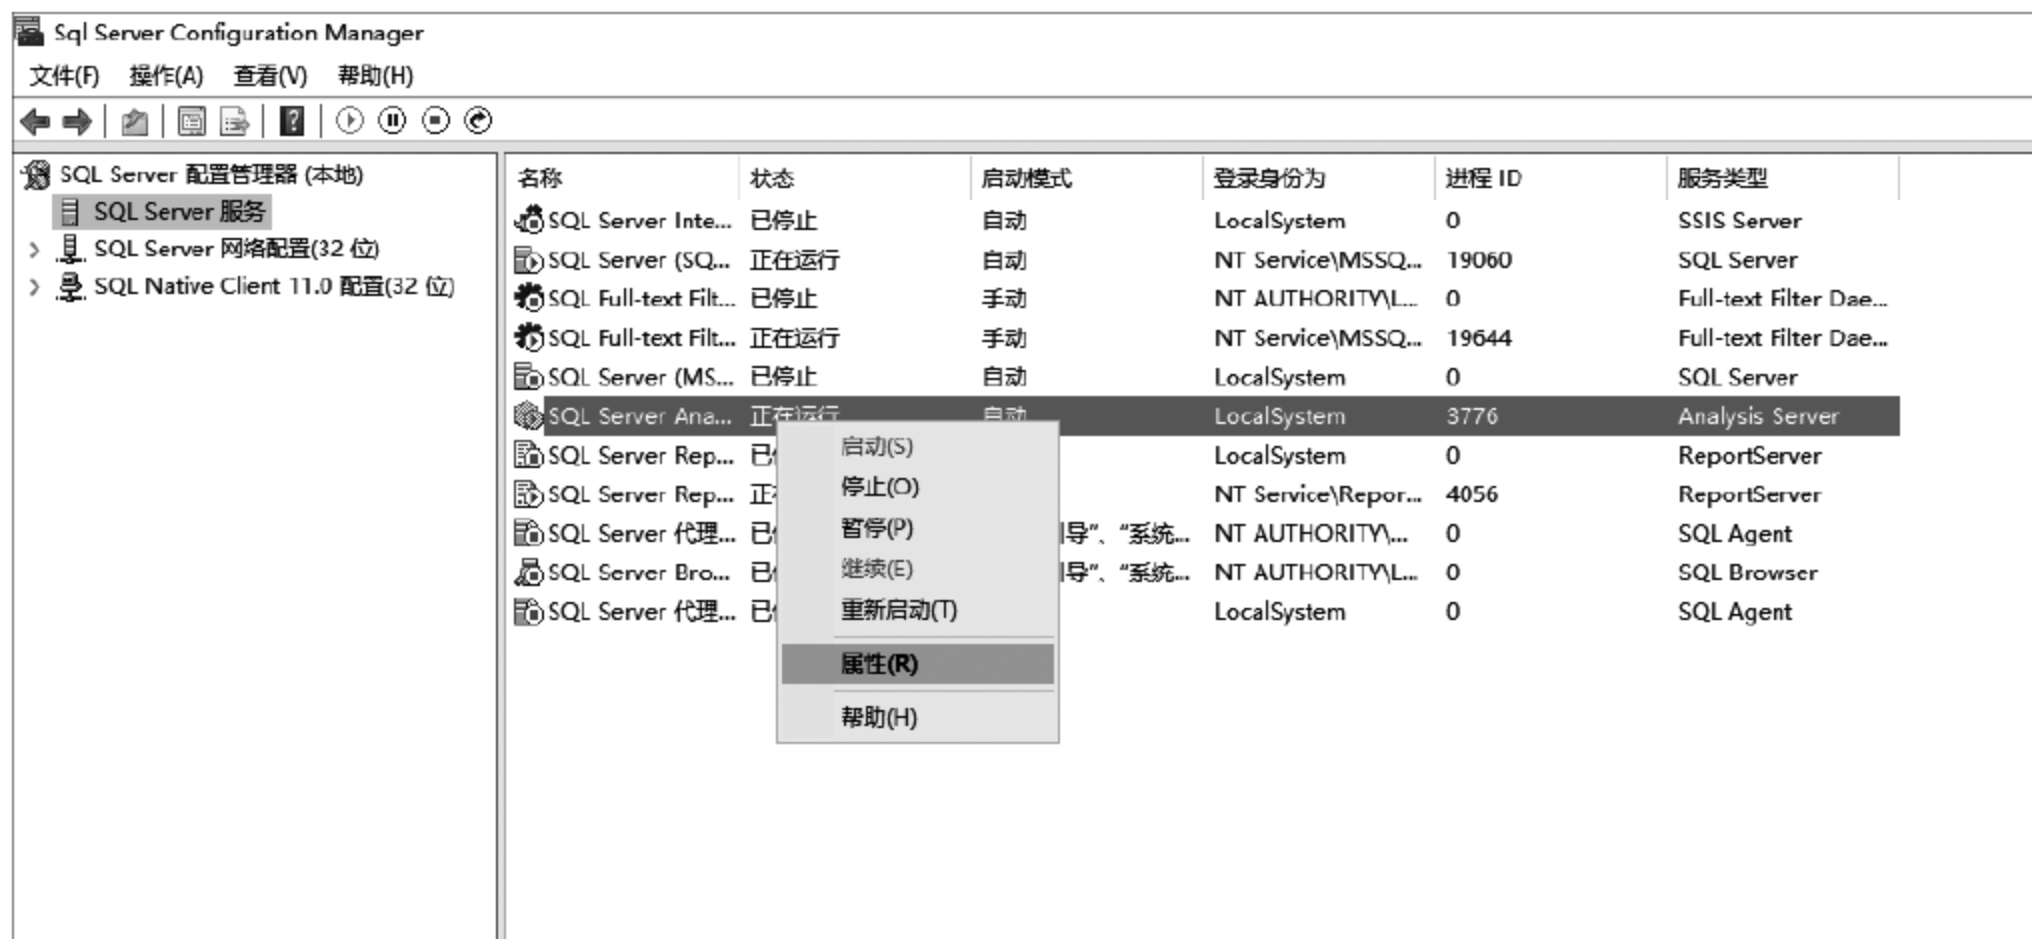 Sql Server Configuration Manager
文件(F) 操作(A) 查看(V) 帮助(H)
SQL Server 配置管理器 (本地)
SQL Server 服务
SQL Server 网络配置(32 位)
SQL Native Client 11.0 配置(32 位)
名称 状态 启动模式 登录身份为 进程 ID 服务类型
SQL Server Inte... 已停止 自动 LocalSystem 0 SSIS Server
SQL Server (SQ... 正在运行 自动 NT Service\MSSQ... 19060 SQL Server
SQL Full-text Filt... 已停止 手动 NT AUTHORITY\L... 0 Full-text Filter Dae...
SQL Full-text Filt... 正在运行 手动 NT Service\MSSQ... 19644 Full-text Filter Dae...
SQL Server (MS... 已停止 自动 LocalSystem 0 SQL Server
SQL Server Ana... 正在运行 自动 LocalSystem 3776 Analysis Server
SQL Server Rep... 已 LocalSystem 0 ReportServer
SQL Server Rep... 正 NT Service\Repor... 4056 ReportServer
SQL Server 代理... 已 导”、“系统... NT AUTHORITY\... 0 SQL Agent
SQL Server Bro... 已 导”、“系统... NT AUTHORITY\L... 0 SQL Browser
SQL Server 代理... 已 LocalSystem 0 SQL Agent
启动(S)
停止(O)
暂停(P)
继续(E)
重新启动(T)
属性(R)
帮助(H)